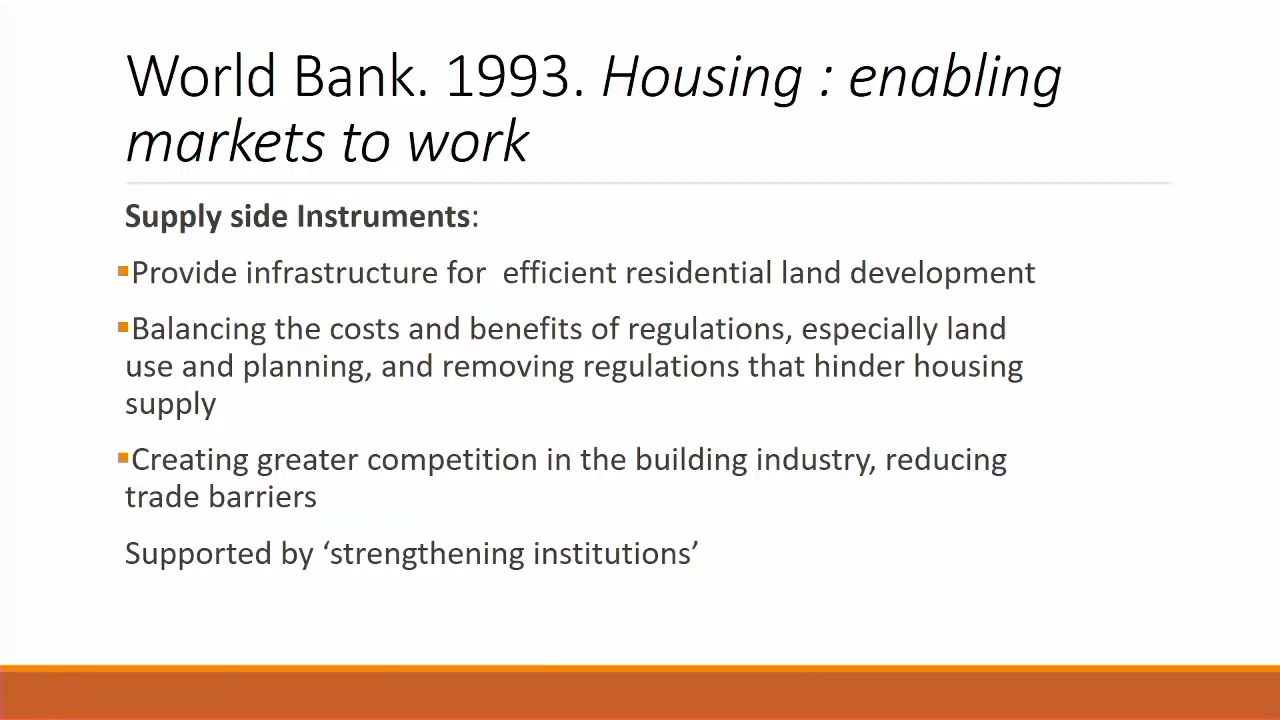 World Bank. 1993. Housing : enabling
markets to work
Supply side Instruments:
▪Provide infrastructure for  efficient residential land development
▪Balancing the costs and benefits of regulations, especially land
use and planning, and removing regulations that hinder housing
supply
▪Creating greater competition in the building industry, reducing
trade barriers
Supported by ‘strengthening institutions’